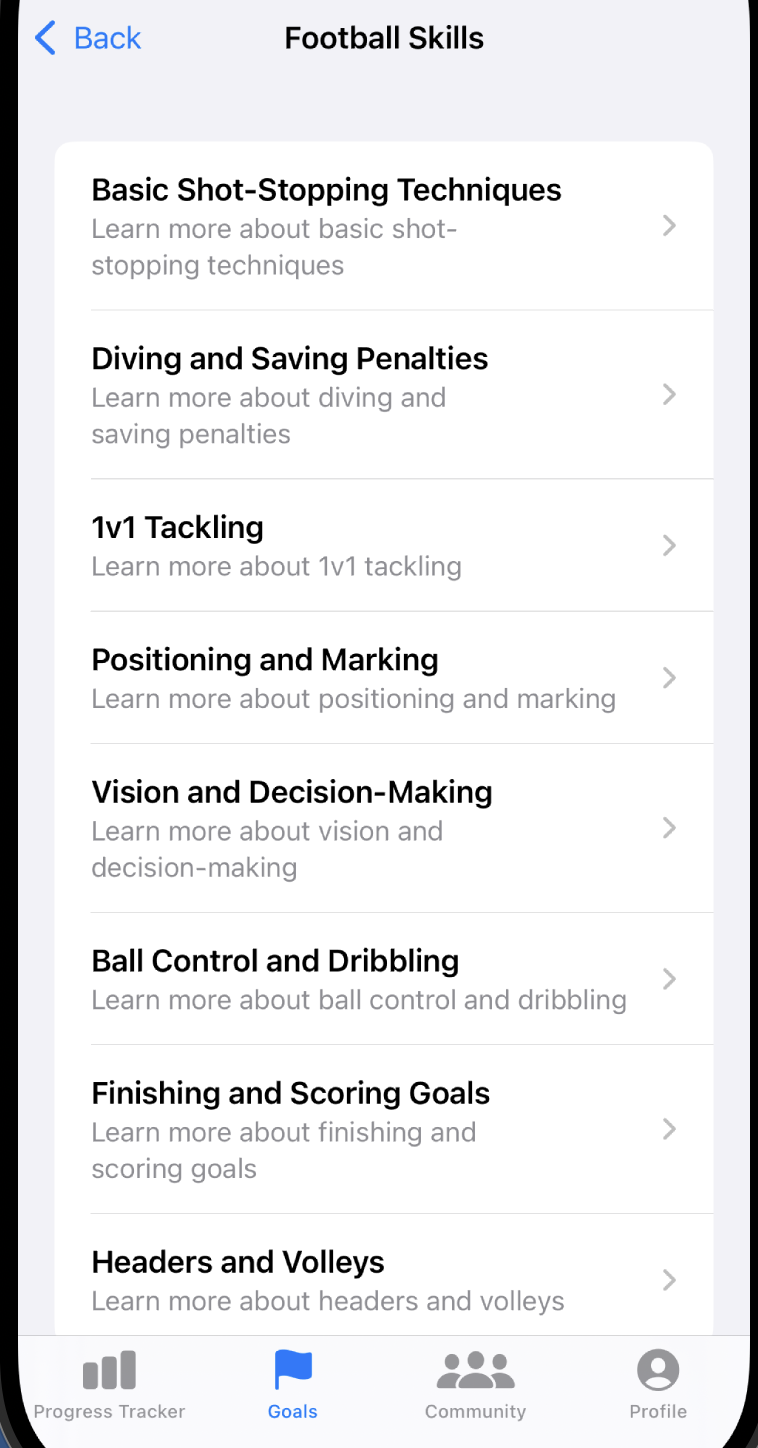 Back
Football Skills
Basic Shot-Stopping Techniques
Learn more about basic shot-
stopping techniques
Diving and Saving Penalties
Learn more about diving and
saving penalties
1v1 Tackling
Learn more about 1v1 tackling
Positioning and Marking
Learn more about positioning and marking
Vision and Decision-Making
Learn more about vision and
decision-making
Ball Control and Dribbling
Learn more about ball control and dribbling
Finishing and Scoring Goals
Learn more about finishing and
scoring goals
Headers and Volleys
Learn more about headers and volleys
Progress Tracker
Goals
Community
Profile